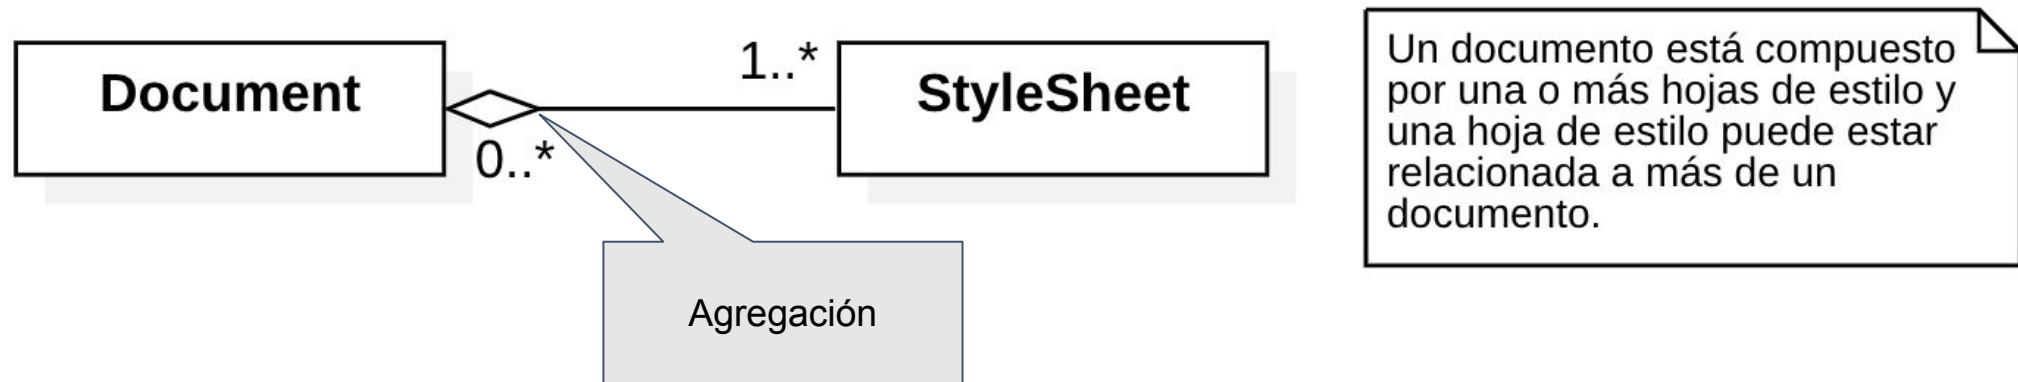 Document
1..*
0..*
StyleSheet
Agregación
Un documento está compuesto
por una o más hojas de estilo y
una hoja de estilo puede estar
relacionada a más de un
documento.